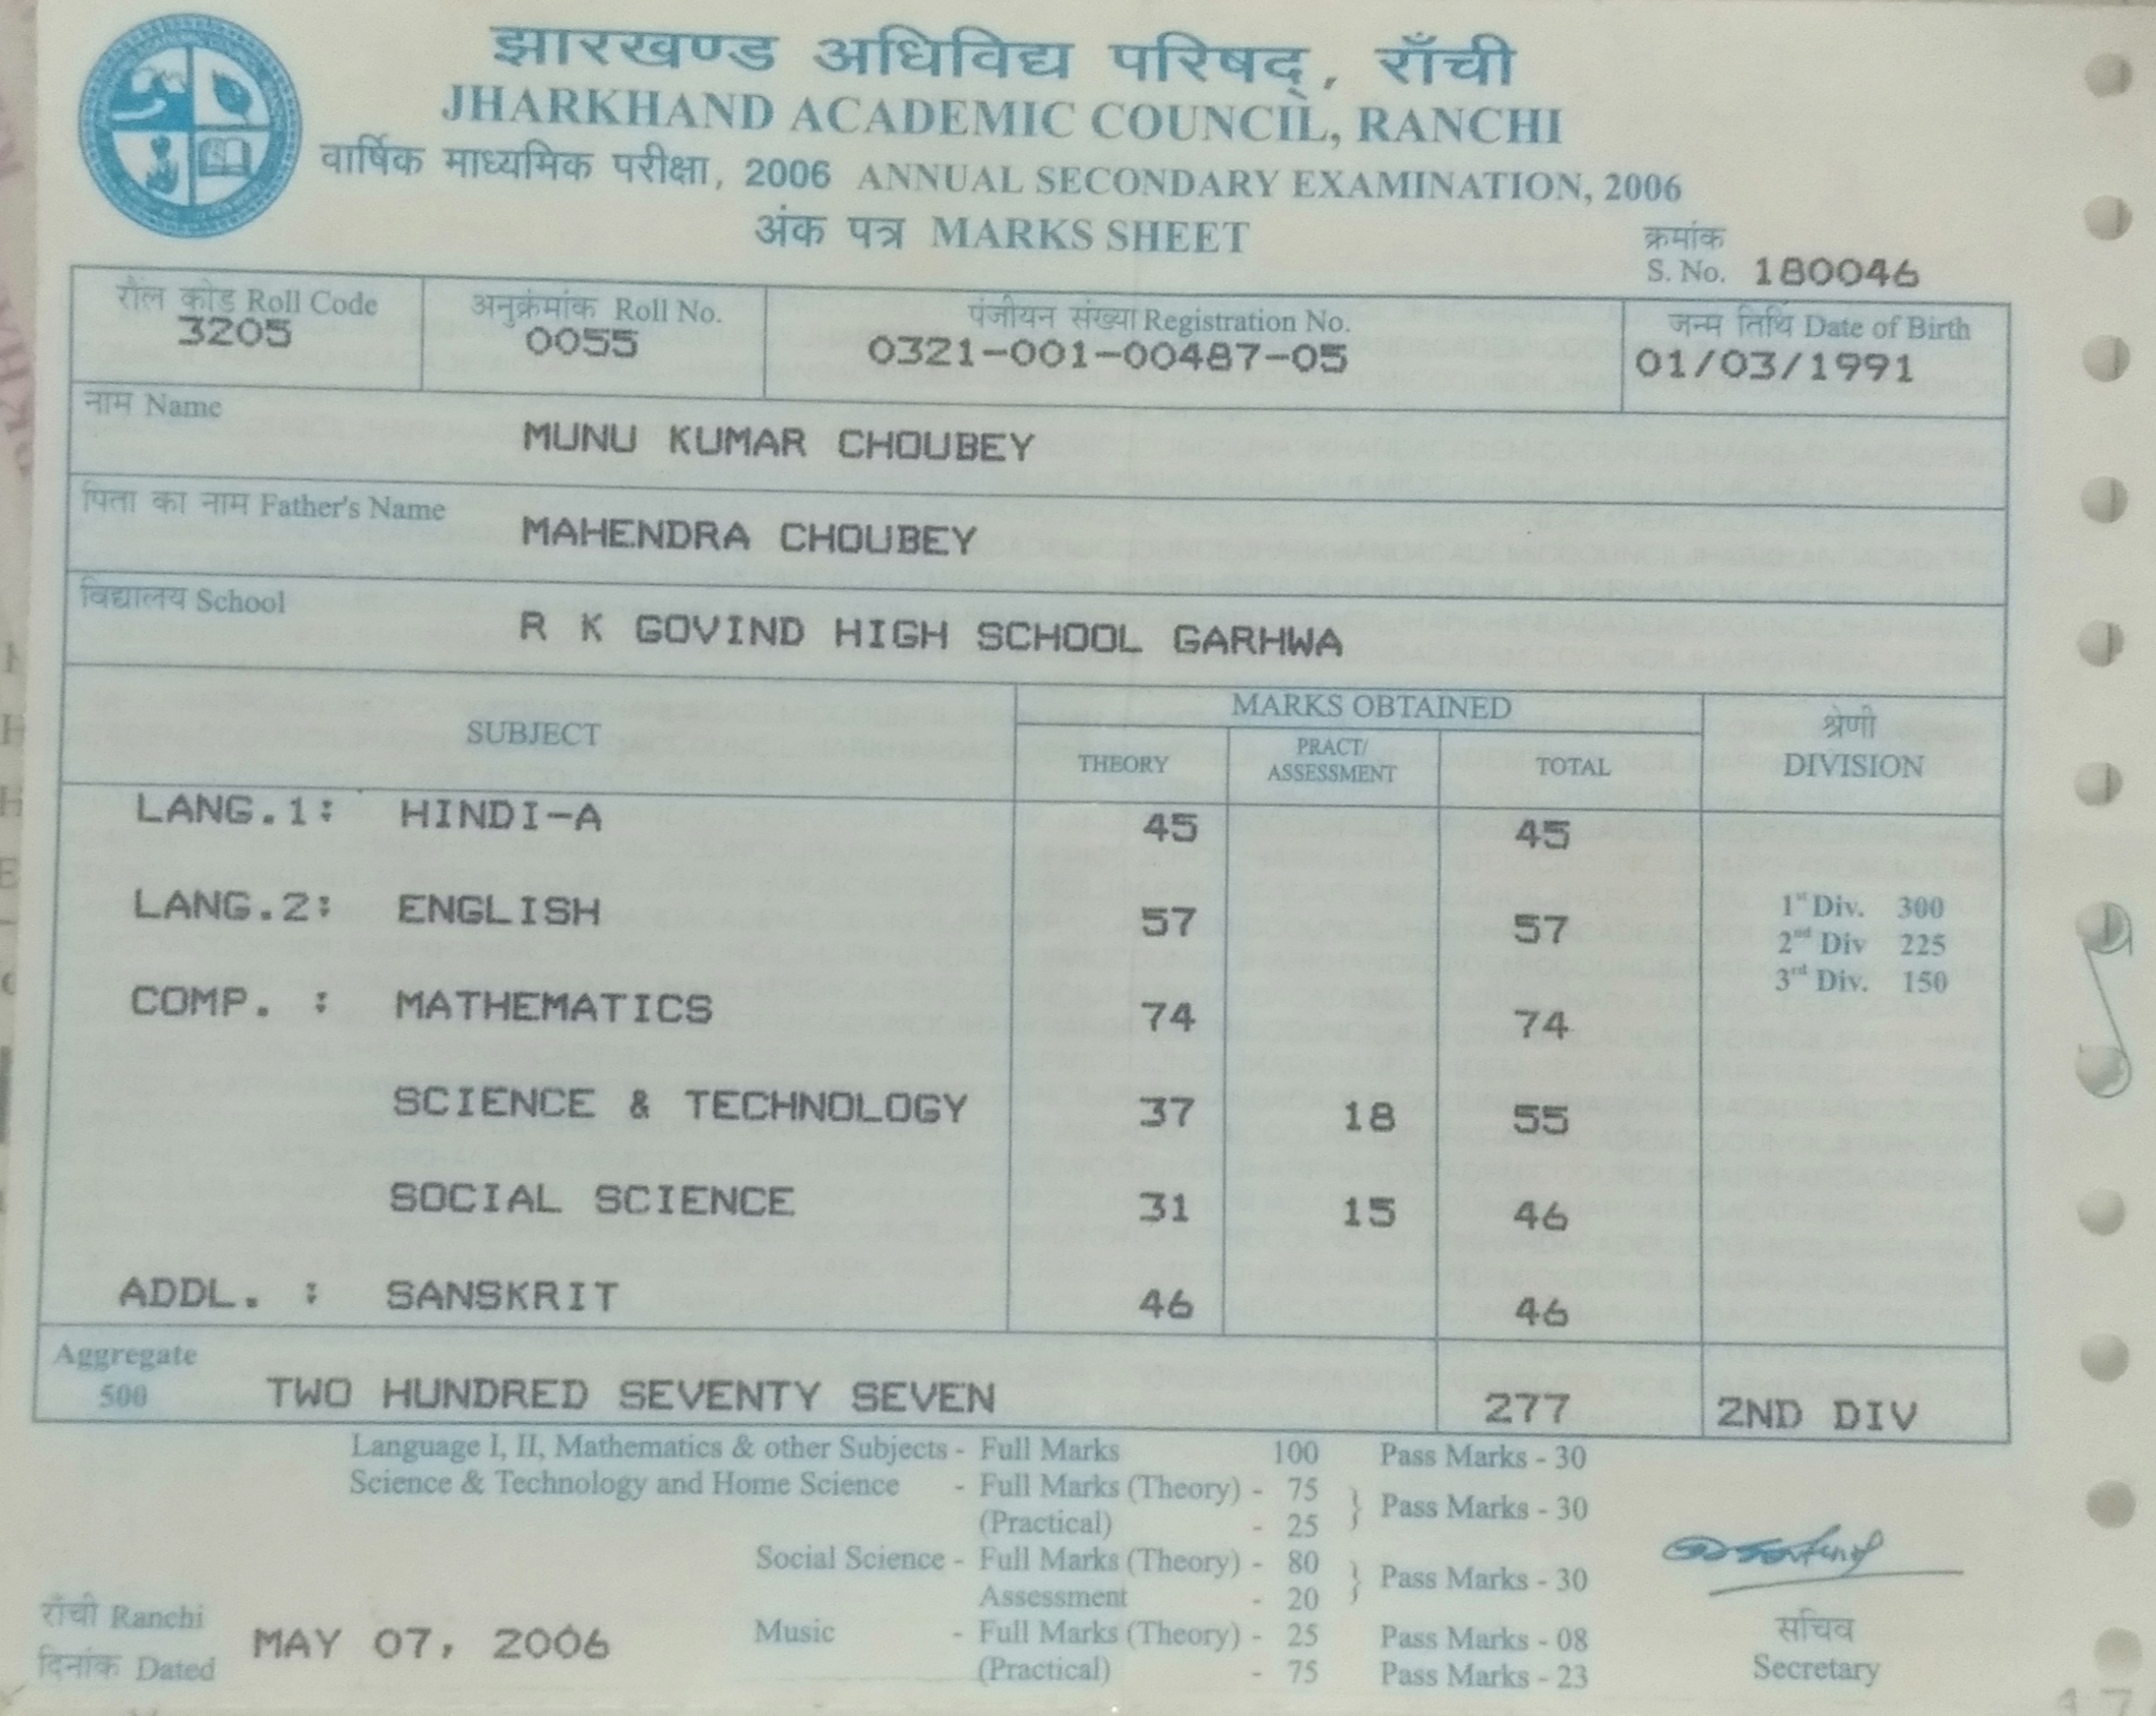 झारखण्ड अधिविद्य परिषद्, राँची
JHARKHAND ACADEMIC COUNCIL, RANCHI
वार्षिक माध्यमिक परीक्षा, 2006 ANNUAL SECONDARY EXAMINATION, 2006
अंक पत्र MARKS SHEET
क्रमांक
S. No. 180046
रौल कोड Roll Code अनुक्रंमांक Roll No. पंजीयन संख्या Registration No. जन्म तिथि Date of Birth
3205 0055 0321-001-00487-05 01/03/1991
नाम Name MUNU KUMAR CHOUBEY
पिता का नाम Father's Name MAHENDRA CHOUBEY
विद्यालय School R K GOVIND HIGH SCHOOL GARHWA
SUBJECT MARKS OBTAINED श्रेणी DIVISION
THEORY PRACT/ ASSESSMENT TOTAL
LANG.1: HINDI-A 45 45
LANG.2: ENGLISH 57 57
1st Div. 300
2nd Div 225
3rd Div. 150
COMP. : MATHEMATICS 74 74
SCIENCE & TECHNOLOGY 37 18 55
SOCIAL SCIENCE 31 15 46
ADDL. : SANSKRIT 46 46
Aggregate 500 TWO HUNDRED SEVENTY SEVEN 277 2ND DIV
Language I, II, Mathematics & other Subjects - Full Marks 100 Pass Marks - 30
Science & Technology and Home Science - Full Marks (Theory) - 75 } Pass Marks - 30
(Practical) - 25
Social Science - Full Marks (Theory) - 80 } Pass Marks - 30
Assessment - 20
Music - Full Marks (Theory) - 25 Pass Marks - 08
(Practical) - 75 Pass Marks - 23
राँची Ranchi
दिनांक Dated MAY 07, 2006
सचिव
Secretary